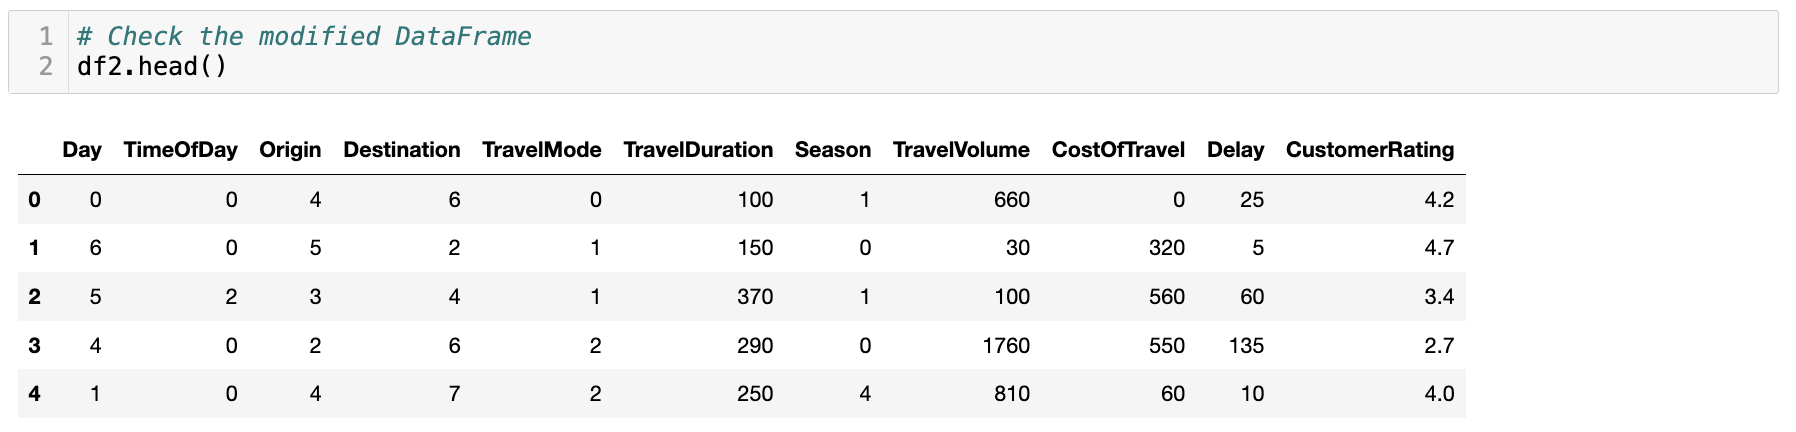 1 # Check the modified DataFrame
2 df2.head()
Day TimeOfDay Origin Destination TravelMode TravelDuration Season TravelVolume CostOfTravel Delay CustomerRating
0 0 0 4 6 0 100 1 660 0 25 4.2
1 6 0 5 2 1 150 0 30 320 5 4.7
2 5 2 3 4 1 370 1 100 560 60 3.4
3 4 0 2 6 2 290 0 1760 550 135 2.7
4 1 0 4 7 2 250 4 810 60 10 4.0